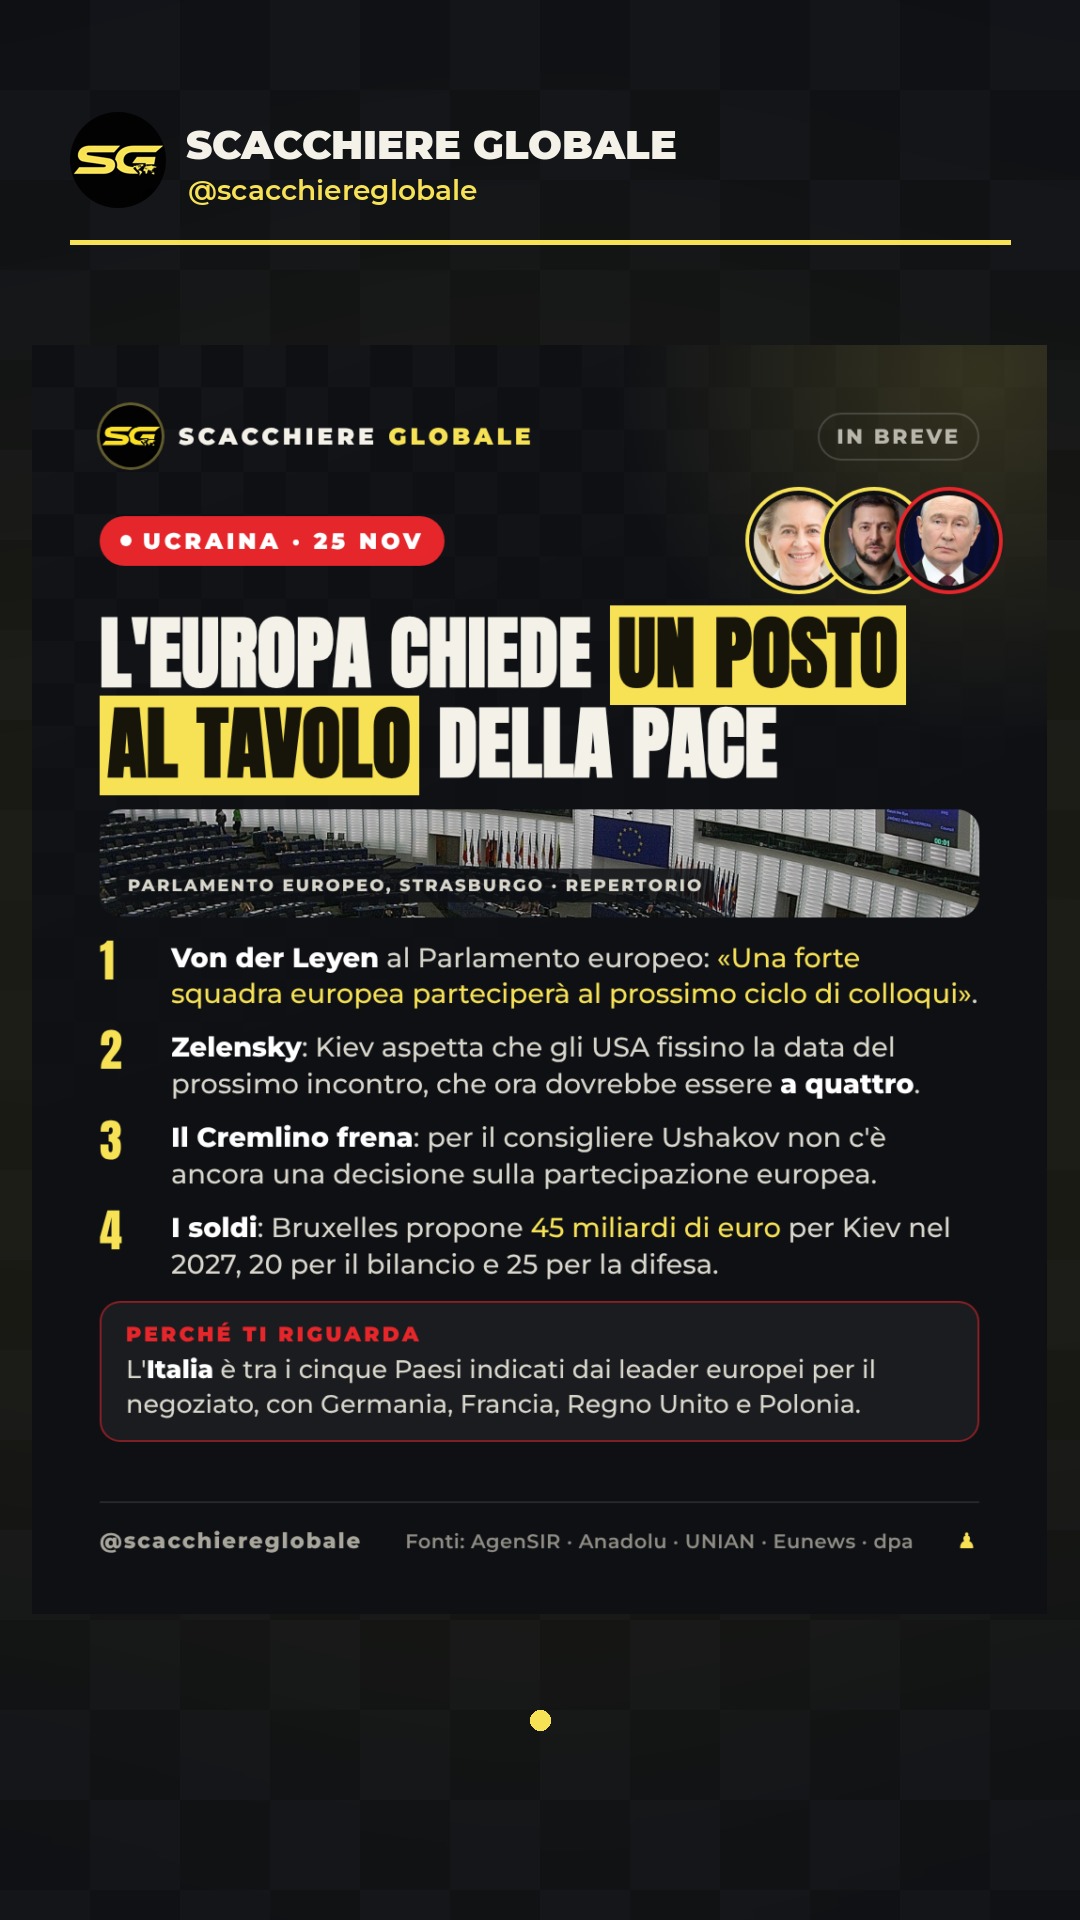 SG
SCACCHIERE GLOBALE
@scacchiereglobale
SG
SCACCHIERE GLOBALE
IN BREVE
UCRAINA · 25 NOV
L'EUROPA CHIEDE UN POSTO
AL TAVOLO DELLA PACE
PARLAMENTO EUROPEO, STRASBURGO · REPERTORIO
1
Von der Leyen al Parlamento europeo: «Una forte
squadra europea parteciperà al prossimo ciclo di colloqui».
2
Zelensky: Kiev aspetta che gli USA fissino la data del
prossimo incontro, che ora dovrebbe essere a quattro.
3
Il Cremlino frena: per il consigliere Ushakov non c'è
ancora una decisione sulla partecipazione europea.
4
I soldi: Bruxelles propone 45 miliardi di euro per Kiev nel
2027, 20 per il bilancio e 25 per la difesa.
PERCHÉ TI RIGUARDA
L'Italia è tra i cinque Paesi indicati dai leader europei per il
negoziato, con Germania, Francia, Regno Unito e Polonia.
@scacchiereglobale
Fonti: AgenSIR · Anadolu · UNIAN · Eunews · dpa